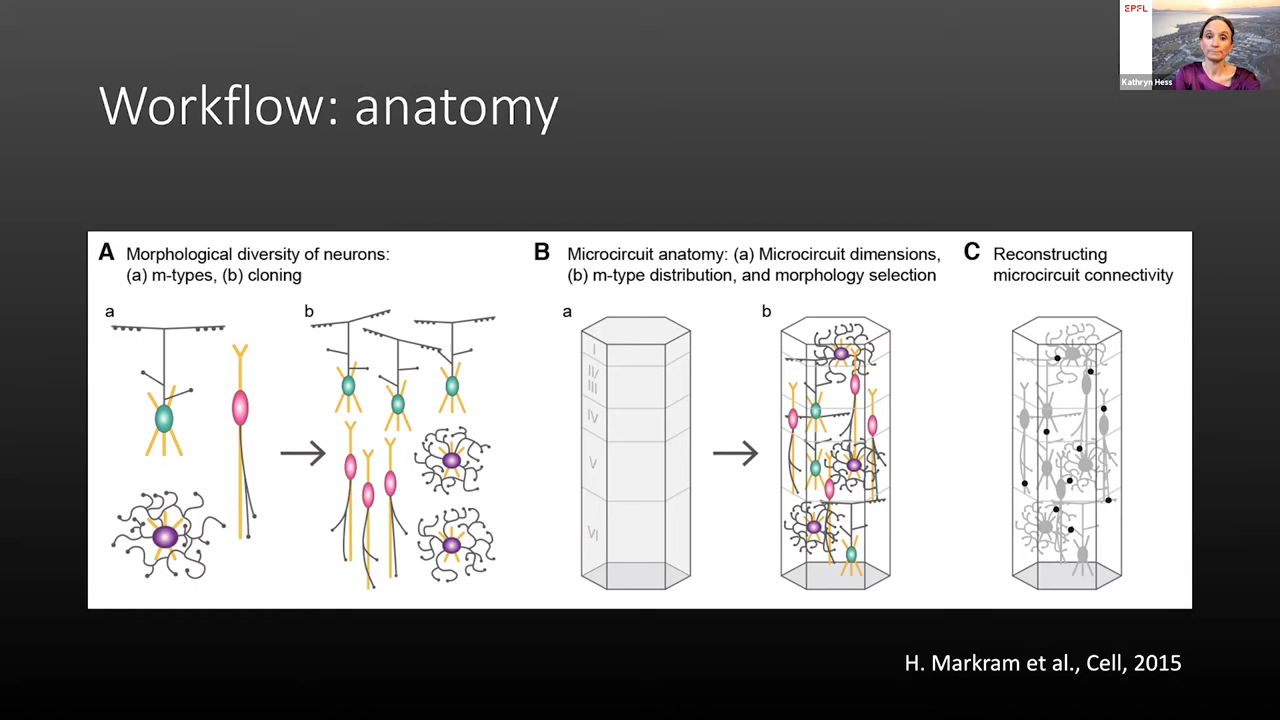 EPFL
Kathryn Hess
Workflow: anatomy
A Morphological diversity of neurons:
(a) m-types, (b) cloning
a
b
B Microcircuit anatomy: (a) Microcircuit dimensions,
(b) m-type distribution, and morphology selection
a
I
IV
III
IV
V
VI
b
C Reconstructing
microcircuit connectivity
H. Markram et al., Cell, 2015